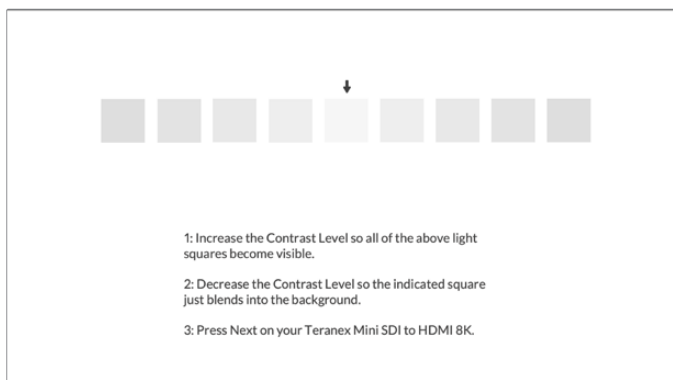 1: Increase the Contrast Level so all of the above light
squares become visible.
2: Decrease the Contrast Level so the indicated square
just blends into the background.
3: Press Next on your Teranex Mini SDI to HDMI 8K.